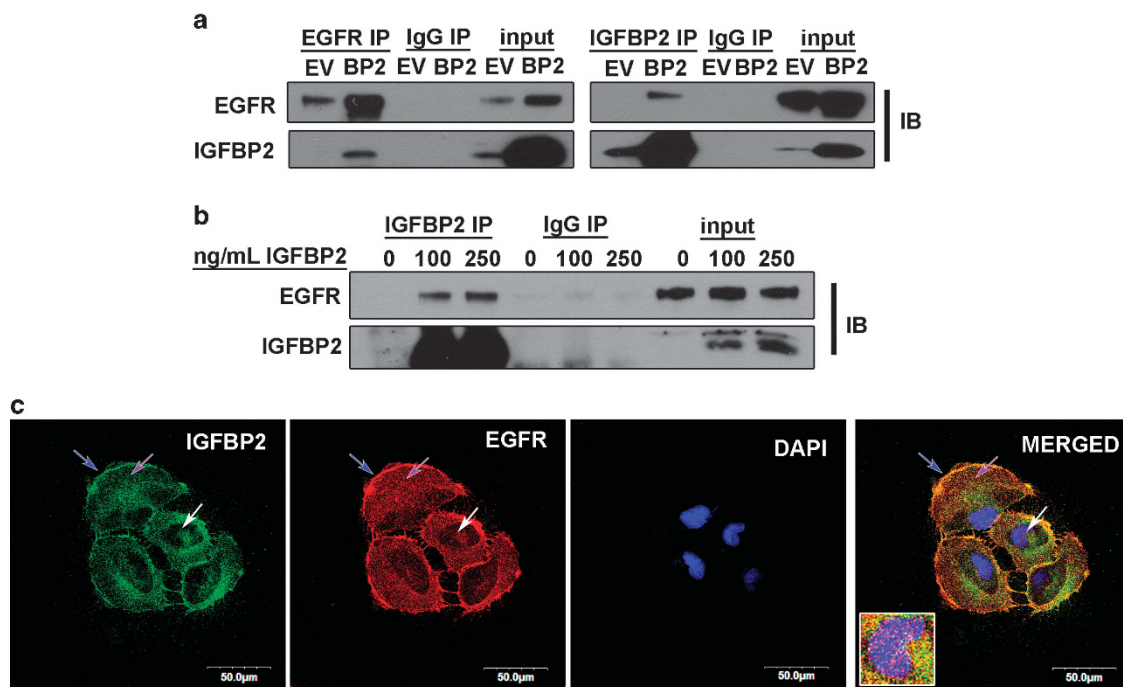 a
EGFR IP IgG IP input IGFBP2 IP IgG IP input
EV BP2 EV BP2 EV BP2 EV BP2 EV BP2 EV BP2
EGFR
IGFBP2
IB
b
IGFBP2 IP IgG IP input
ng/mL IGFBP2 0 100 250 0 100 250 0 100 250
EGFR
IGFBP2
IB
c
IGFBP2 EGFR DAPI MERGED
50.0µm 50.0µm 50.0µm 50.0µm